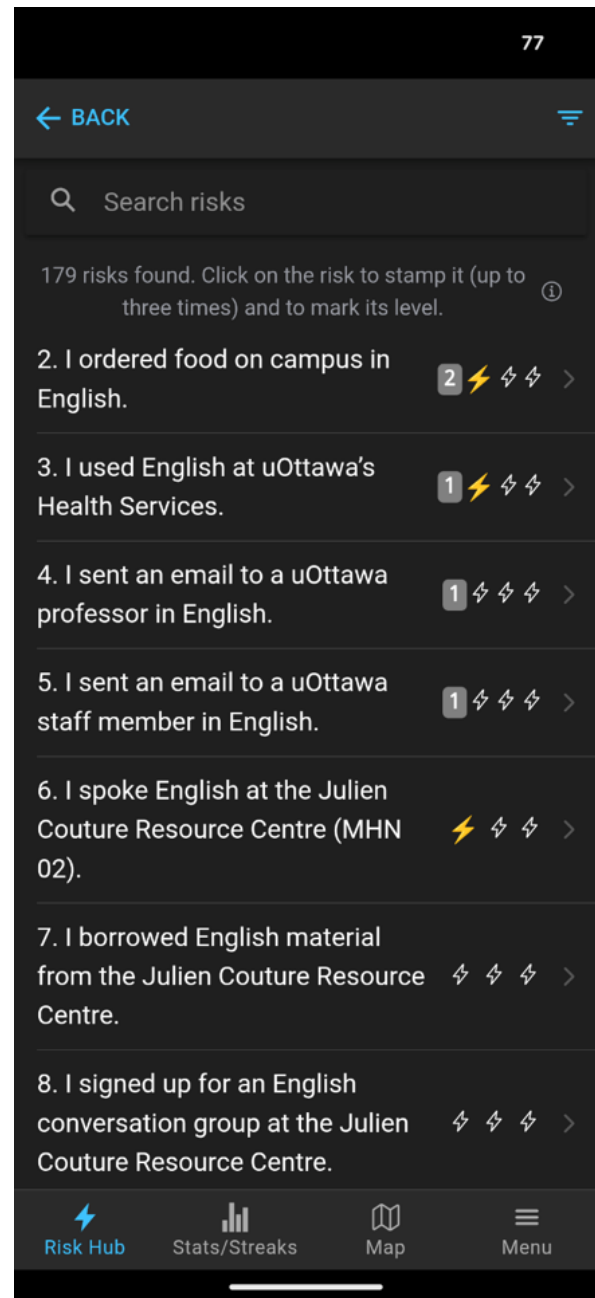 77
BACK
Search risks
179 risks found. Click on the risk to stamp it (up to
three times) and to mark its level.
2. I ordered food on campus in
English.
2
3. I used English at uOttawa’s
Health Services.
1
4. I sent an email to a uOttawa
professor in English.
1
5. I sent an email to a uOttawa
staff member in English.
1
6. I spoke English at the Julien
Couture Resource Centre (MHN
02).
7. I borrowed English material
from the Julien Couture Resource
Centre.
8. I signed up for an English
conversation group at the Julien
Couture Resource Centre.
Risk Hub Stats/Streaks Map Menu